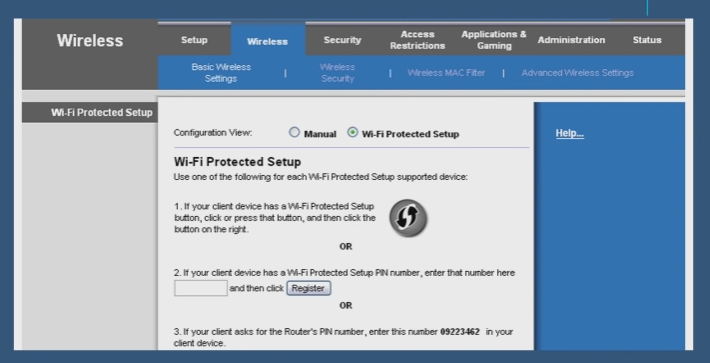 Wireless
Setup
Wireless
Security
Access Restrictions
Applications & Gaming
Administration
Status
Basic Wireless Settings
|
Wireless Security
|
Wireless MAC Filter
|
Advanced Wireless Settings
Wi-Fi Protected Setup
Configuration View: Manual Wi-Fi Protected Setup
Help...
Wi-Fi Protected Setup
Use one of the following for each Wi-Fi Protected Setup supported device:
1. If your client device has a Wi-Fi Protected Setup
button, click or press that button, and then click the
button on the right.
OR
2. If your client device has a Wi-Fi Protected Setup PIN number, enter that number here
and then click Register
OR
3. If your client asks for the Router's PIN number, enter this number 09223462 in your
client device.